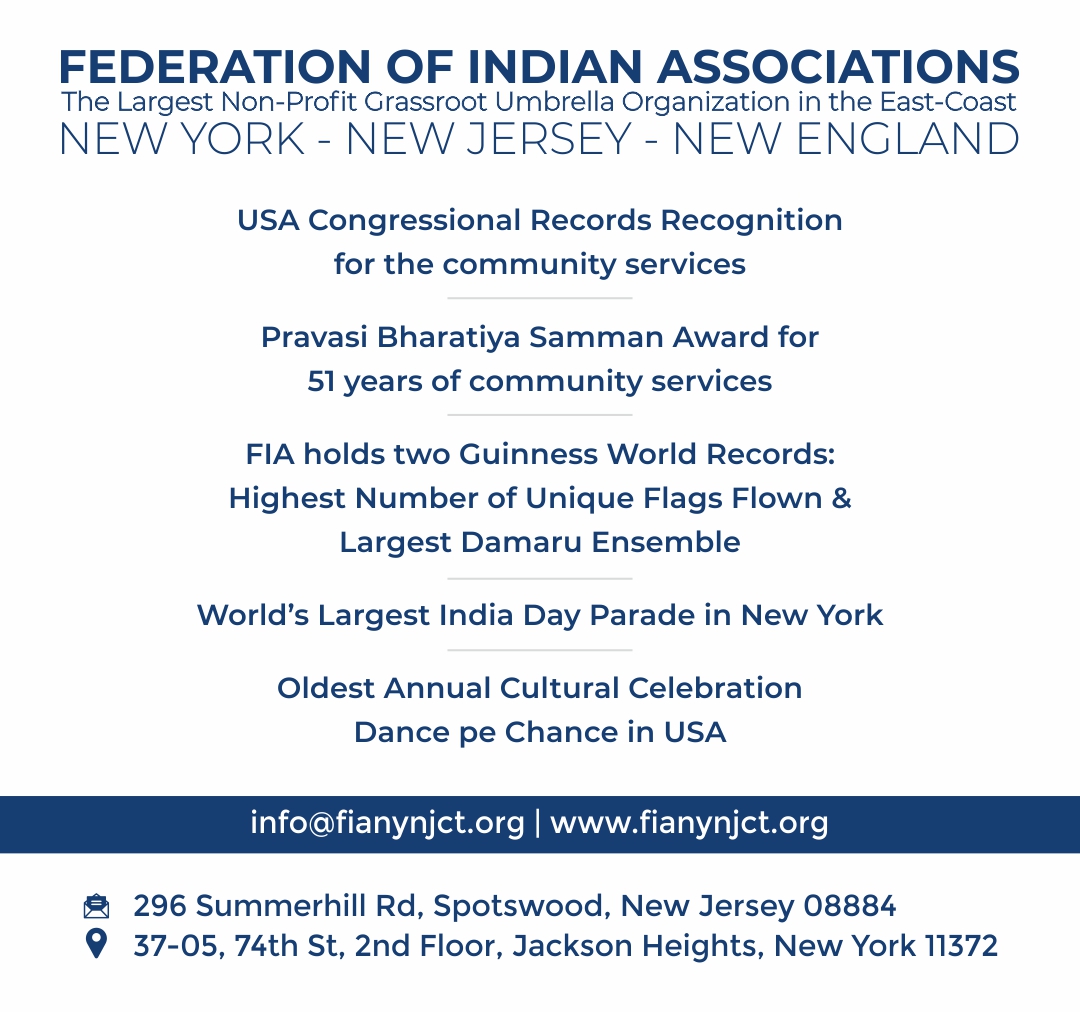 FEDERATION OF INDIAN ASSOCIATIONS
The Largest Non-Profit Grassroot Umbrella Organization in the East-Coast
NEW YORK - NEW JERSEY - NEW ENGLAND
USA Congressional Records Recognition
for the community services
Pravasi Bharatiya Samman Award for
51 years of community services
FIA holds two Guinness World Records:
Highest Number of Unique Flags Flown &
Largest Damaru Ensemble
World’s Largest India Day Parade in New York
Oldest Annual Cultural Celebration
Dance pe Chance in USA
info@fianynjct.org | www.fianynjct.org
296 Summerhill Rd, Spotswood, New Jersey 08884
37-05, 74th St, 2nd Floor, Jackson Heights, New York 11372